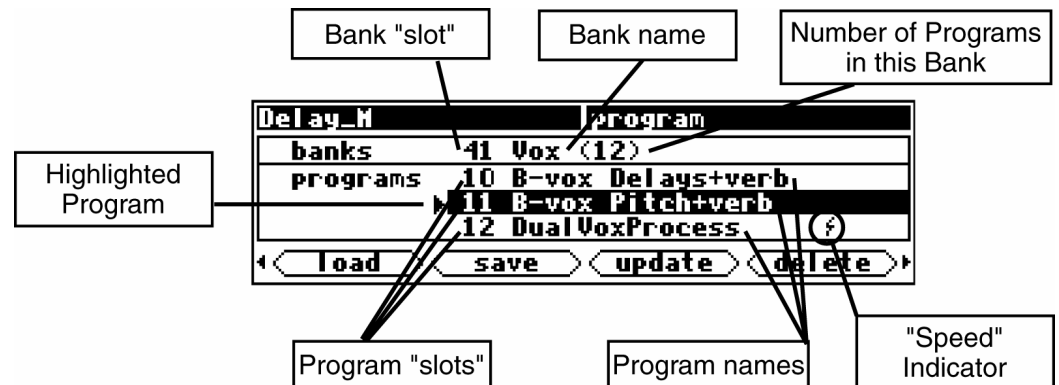 Bank "slot"
Bank name
Number of Programs
in this Bank
Delay_M program
banks 41 Vox (12)
Highlighted
Program
programs 10 B-vox Delays+verb
11 B-vox Pitch+verb
12 DualVoxProcess
load save update delete
Program "slots"
Program names
"Speed"
Indicator